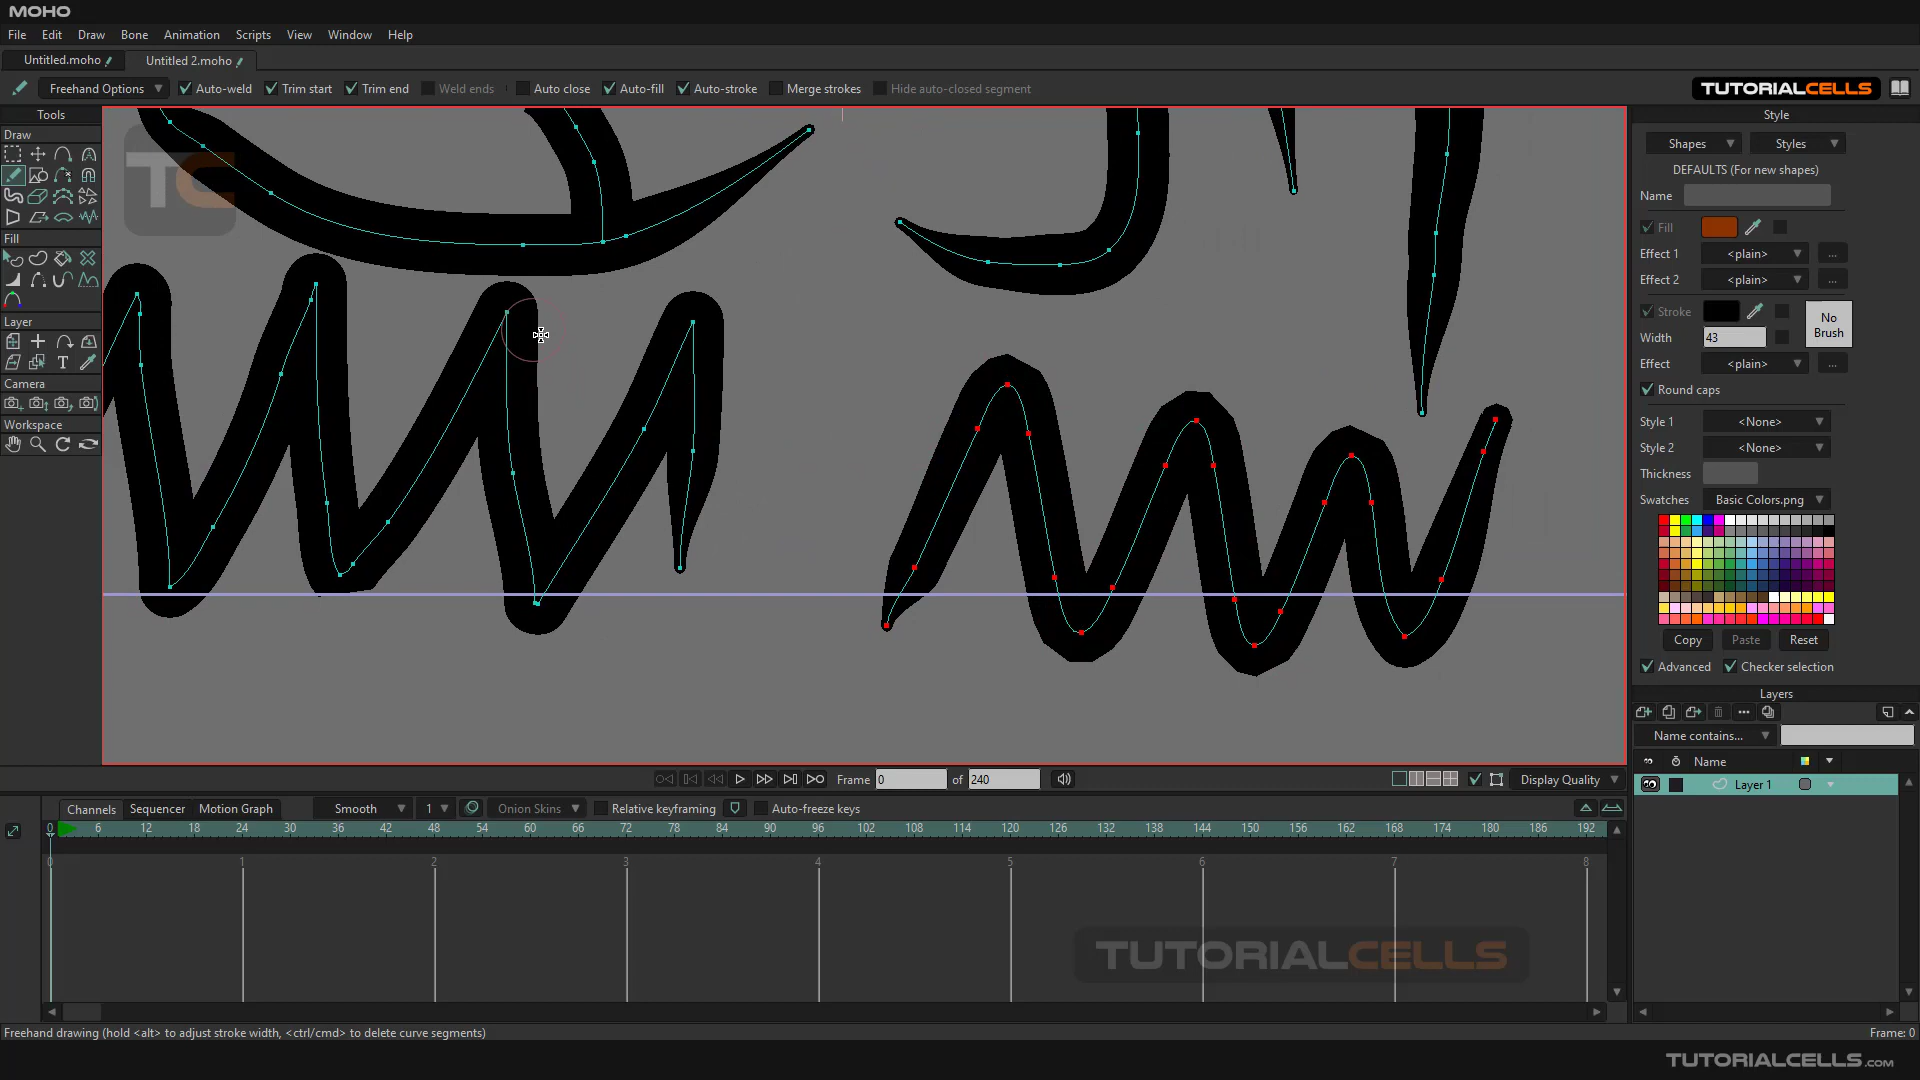 MOHO
File Edit Draw Bone Animation Scripts View Window Help
Untitled.moho Untitled 2.moho
Freehand Options Auto-weld Trim start Trim end Weld ends Auto close Auto-fill Auto-stroke Merge strokes Hide auto-closed segment TUTORIALCELLS
Tools
Draw
Fill
Layer
Camera
Workspace
TC
Style
Shapes Styles
DEFAULTS (For new shapes)
Name
Fill
Effect 1 <plain> ...
Effect 2 <plain> ...
Stroke
No Brush
Width 43
Effect <plain> ...
Round caps
Style 1 <None>
Style 2 <None>
Thickness
Swatches Basic Colors.png
Copy Paste Reset
Advanced Checker selection
Layers
Name contains...
Name
Layer 1
Frame 0 of 240 Display Quality
Channels Sequencer Motion Graph Smooth 1 Onion Skins Relative keyframing Auto-freeze keys
0 6 12 18 24 30 36 42 48 54 60 66 72 78 84 90 96 102 108 114 120 126 132 138 144 150 156 162 168 174 180 186 192
0 1 2 3 4 5 6 7 8
TUTORIALCELLS
Freehand drawing (hold <alt> to adjust stroke width, <ctrl/cmd> to delete curve segments) Frame: 0
TUTORIALCELLS.COM